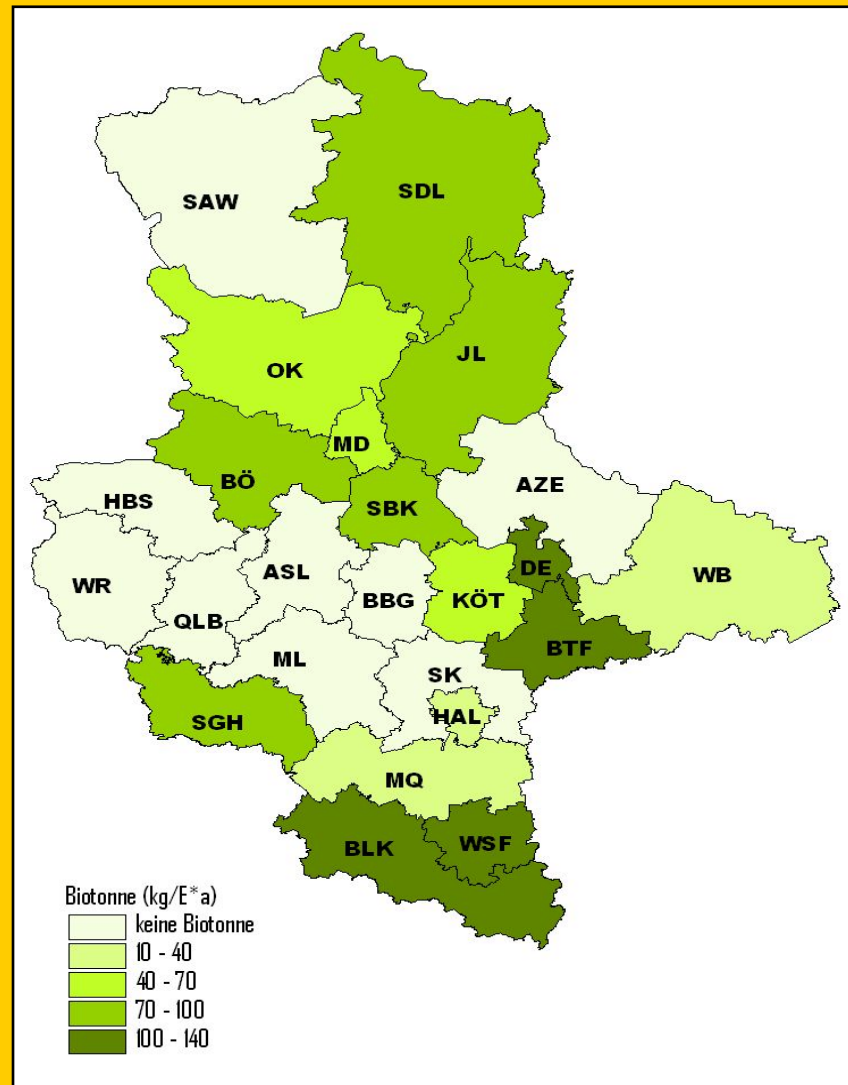 SAW
SDL
OK
JL
MD
BÖ
HBS
SBK
AZE
WR
ASL
DE
WB
QLB
BBG
KÖT
BTF
ML
SK
SGH
HAL
MQ
BLK
WSF
Biotonne (kg/E*a)
keine Biotonne
10 - 40
40 - 70
70 - 100
100 - 140